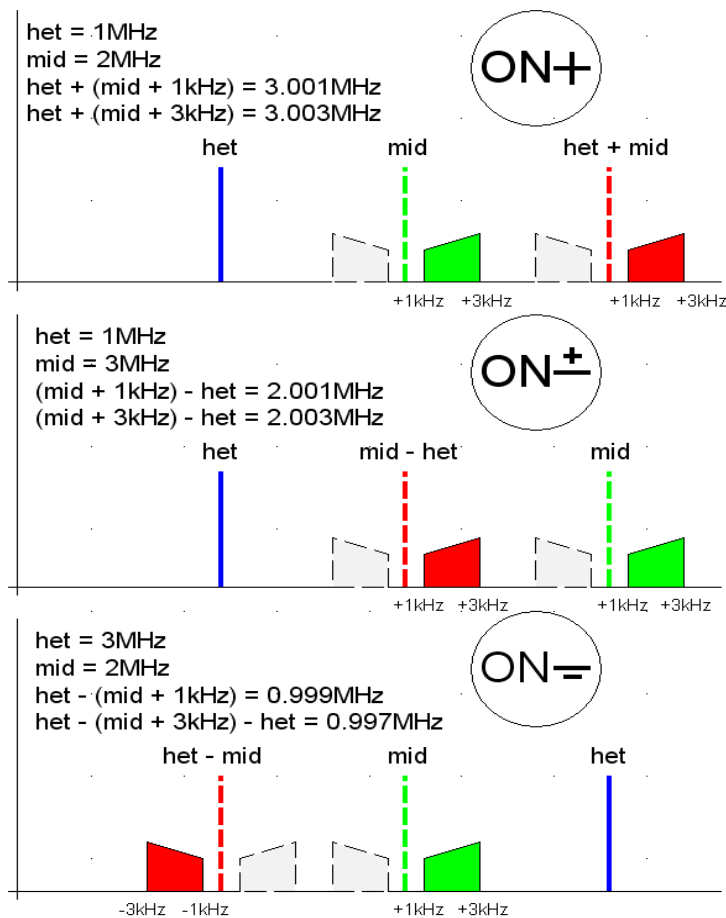 het = 1MHz
mid = 2MHz
het + (mid + 1kHz) = 3.001MHz
het + (mid + 3kHz) = 3.003MHz
ON+
het mid het + mid
+1kHz +3kHz +1kHz +3kHz
het = 1MHz
mid = 3MHz
(mid + 1kHz) - het = 2.001MHz
(mid + 3kHz) - het = 2.003MHz
ON±
het mid - het mid
+1kHz +3kHz +1kHz +3kHz
het = 3MHz
mid = 2MHz
het - (mid + 1kHz) = 0.999MHz
het - (mid + 3kHz) - het = 0.997MHz
ON=
het - mid mid het
-3kHz -1kHz +1kHz +3kHz